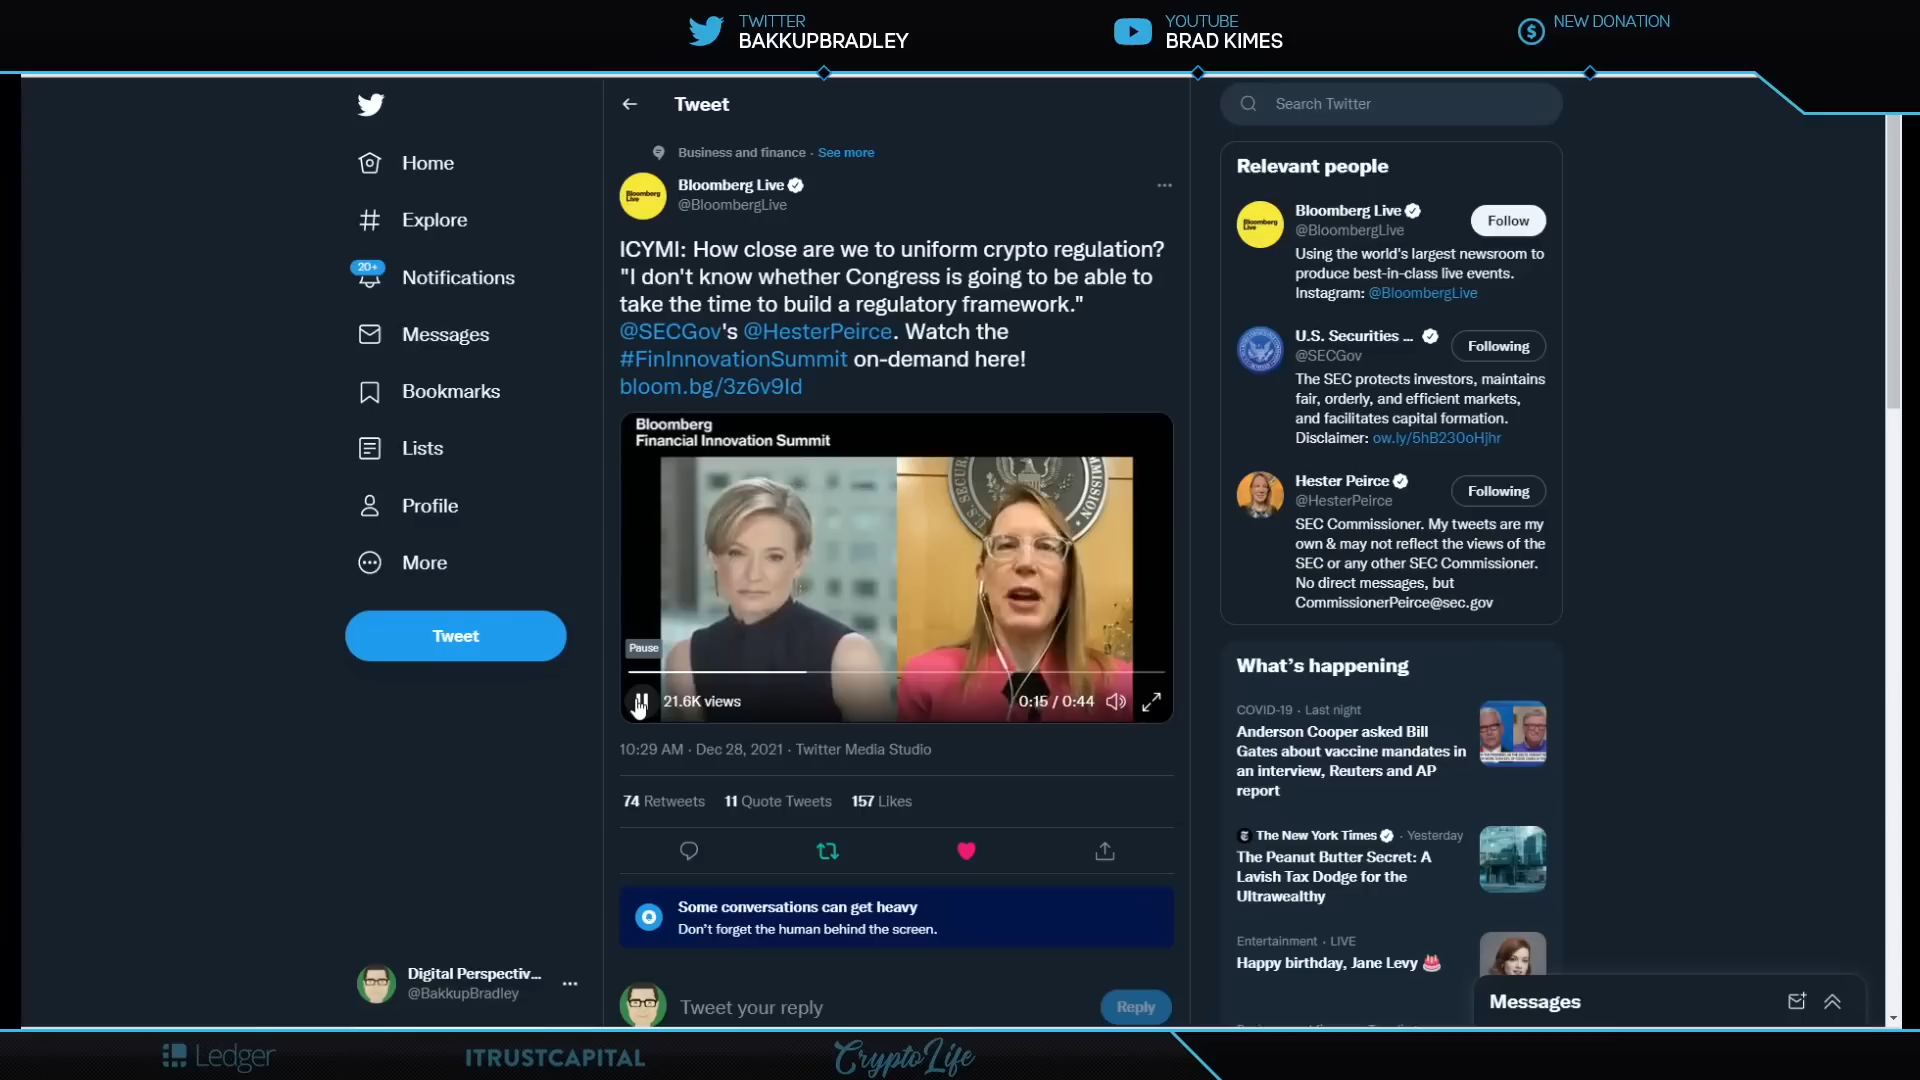 TWITTER
BAKKUPBRADLEY
YOUTUBE
BRAD KIMES
NEW DONATION
Home
Explore
20+
Notifications
Messages
Bookmarks
Lists
Profile
More
Tweet
Digital Perspectiv...
@BakkupBradley
Tweet
Business and finance · See more
Bloomberg Live
@BloombergLive
ICYMI: How close are we to uniform crypto regulation?
"I don't know whether Congress is going to be able to
take the time to build a regulatory framework."
@SECGov's @HesterPeirce. Watch the
#FinInnovationSummit on-demand here!
bloom.bg/3z6v9Id
Bloomberg
Financial Innovation Summit
Pause
21.6K views
0:15 / 0:44
10:29 AM · Dec 28, 2021 · Twitter Media Studio
74 Retweets 11 Quote Tweets 157 Likes
Some conversations can get heavy
Don't forget the human behind the screen.
Tweet your reply
Reply
Search Twitter
Relevant people
Bloomberg Live
@BloombergLive
Follow
Using the world's largest newsroom to
produce best-in-class live events.
Instagram: @BloombergLive
U.S. Securities ...
@SECGov
Following
The SEC protects investors, maintains
fair, orderly, and efficient markets,
and facilitates capital formation.
Disclaimer: ow.ly/5hB230oHjhr
Hester Peirce
@HesterPeirce
Following
SEC Commissioner. My tweets are my
own & may not reflect the views of the
SEC or any other SEC Commissioner.
No direct messages, but
CommissionerPeirce@sec.gov
What's happening
COVID-19 · Last night
Anderson Cooper asked Bill
Gates about vaccine mandates in
an interview, Reuters and AP
report
The New York Times · Yesterday
The Peanut Butter Secret: A
Lavish Tax Dodge for the
Ultrawealthy
Entertainment · LIVE
Happy birthday, Jane Levy
Messages
Ledger
ITRUSTCAPITAL
CryptoLife